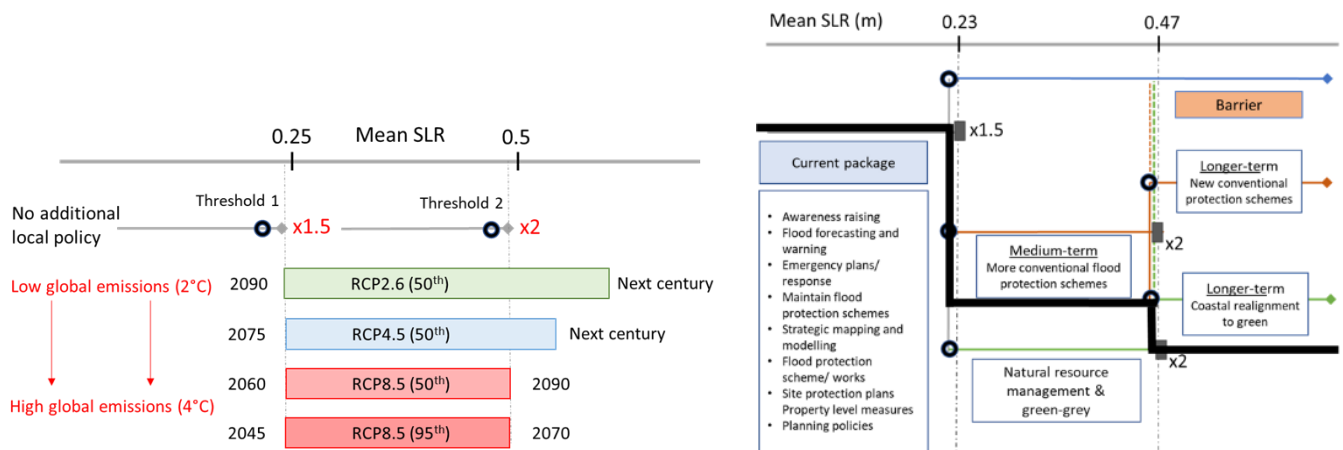 0.25 Mean SLR 0.5
Threshold 1
Threshold 2
No additional
local policy
x1.5
x2
Low global emissions (2°C)
2090
RCP2.6 (50th)
Next century
2075
RCP4.5 (50th)
Next century
2060
RCP8.5 (50th)
2090
High global emissions (4°C)
2045
RCP8.5 (95th)
2070
Mean SLR (m) 0.23 0.47
Barrier
x1.5
Current package
• Awareness raising
• Flood forecasting and
warning
• Emergency plans/
response
• Maintain flood
protection schemes
• Strategic mapping and
modelling
• Flood protection
scheme/ works
• Site protection plans
Property level measures
• Planning policies
Longer-term
New conventional
protection schemes
x2
Medium-term
More conventional flood
protection schemes
Longer-term
Coastal realignment
to green
x2
Natural resource
management &
green-grey